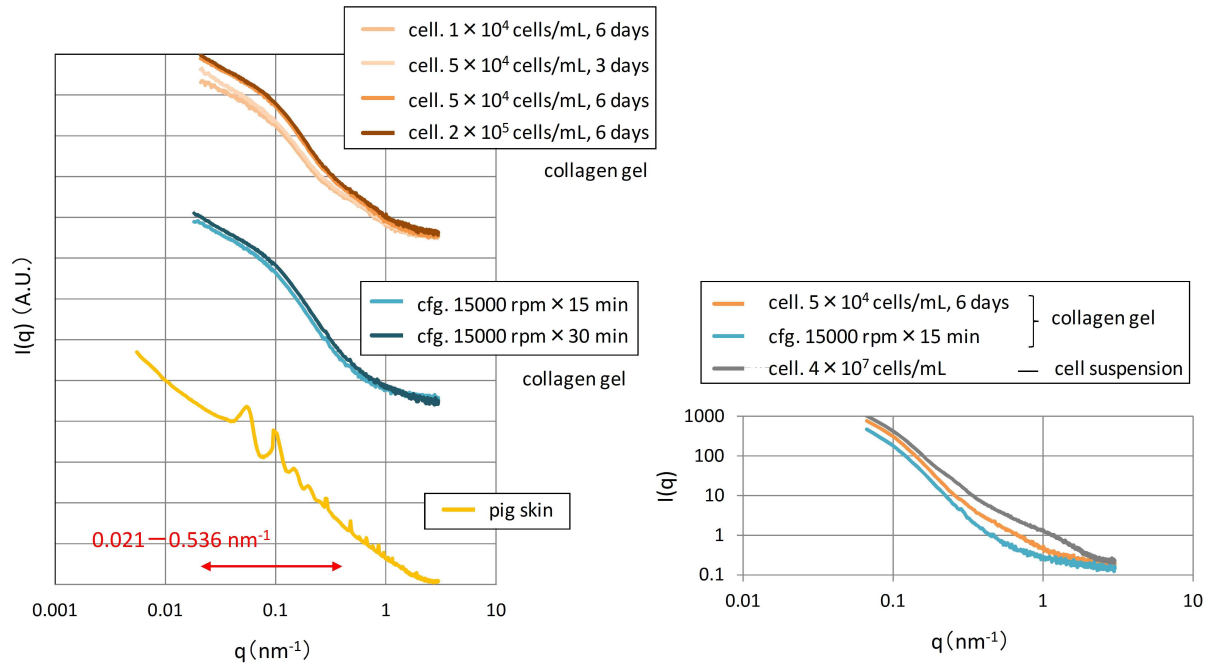 cell. 1×10⁴ cells/mL, 6 days
cell. 5×10⁴ cells/mL, 3 days
cell. 5×10⁴ cells/mL, 6 days
cell. 2×10⁵ cells/mL, 6 days
collagen gel
cfg. 15000 rpm×15 min
cfg. 15000 rpm×30 min
collagen gel
pig skin
0.021－0.536 nm⁻¹
I(q) (A.U.)
0.001
0.01
0.1
1
10
q(nm⁻¹)
cell. 5×10⁴ cells/mL, 6 days
cfg. 15000 rpm×15 min
collagen gel
cell. 4×10⁷ cells/mL
— cell suspension
I(q)
1000
100
10
1
0.1
0.01
0.1
1
10
q(nm⁻¹)